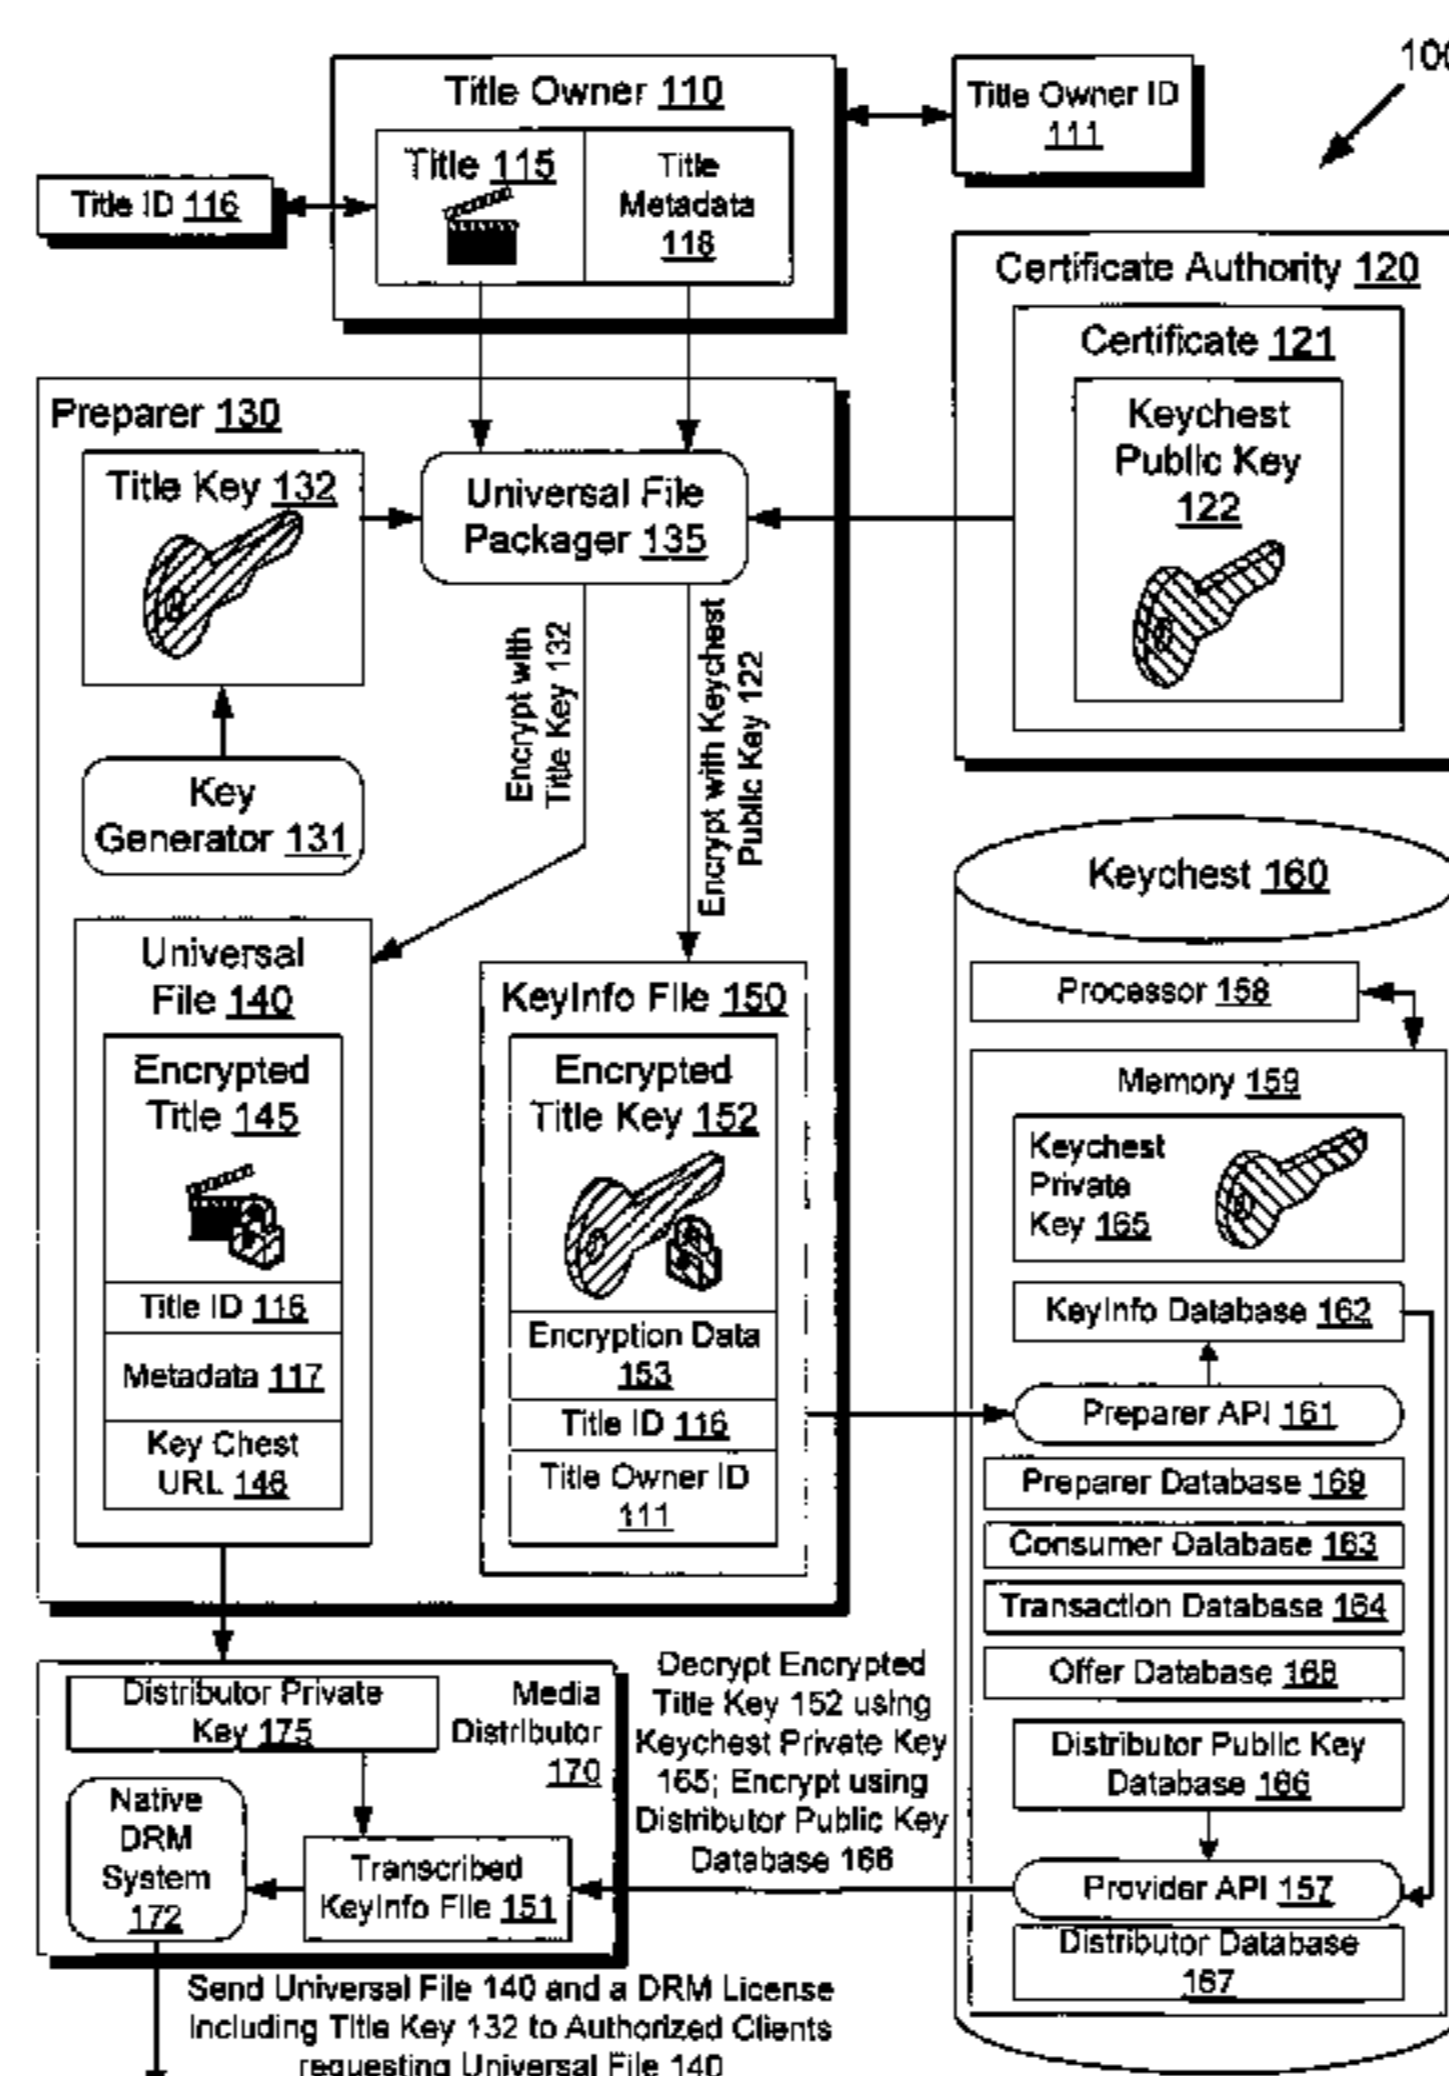 100
Title Owner 110
Title 115
Title
Metadata
118
Title Owner ID
111
Title ID 116
Certificate Authority 120
Certificate 121
Keychest
Public Key
122
Preparer 130
Title Key 132
Universal File
Packager 135
Key
Generator 131
Encrypt with
Title Key 132
Encrypt with Keychest
Public Key 122
Universal
File 140
Encrypted
Title 145
Title ID 116
Metadada 117
Key Chest
URL 146
KeyInfo File 150
Encrypted
Title Key 152
Encryption Data
153
Title ID 116
Title Owner ID
111
Keychest 160
Processor 158
Memory 159
Keychest
Private
Key 165
KeyInfo Database 162
Preparer API 161
Preparer Database 169
Consumer Database 163
Transaction Database 164
Offer Database 168
Distributor Public Key
Database 166
Provider API 157
Distributor Database
167
Distributor Private
Key 175
Media
Distributor
170
Native
DRM
System
172
Transcribed
KeyInfo File 151
Decrypt Encrypted
Title Key 152 using
Keychest Private Key
165; Encrypt using
Distributor Public Key
Database 166
Send Universal File 140 and a DRM License
Including Title Key 132 to Authorized Clients
requesting Universal File 140